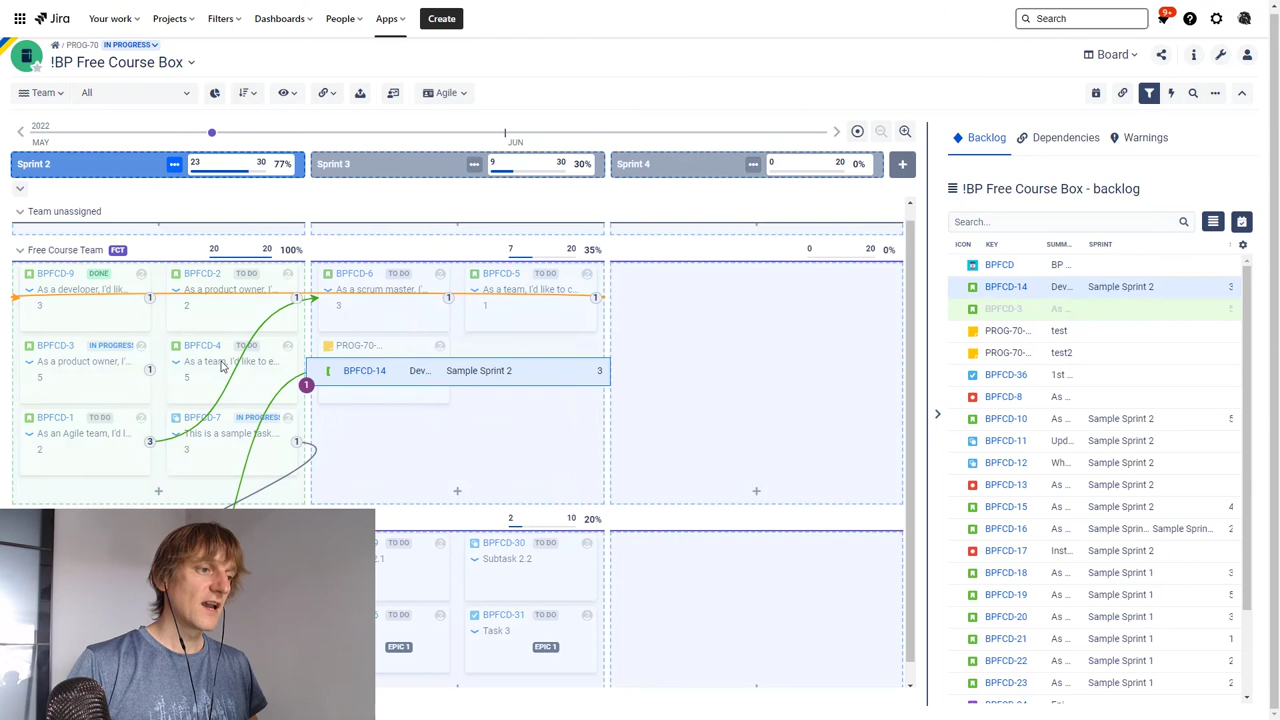 Jira Your work Projects Filters Dashboards People Apps Create Search 9+
/ PROG-70 IN PROGRESS
!BP Free Course Box
Board
Team All Agile
2022
MAY JUN
Sprint 2 23 30 77% Sprint 3 9 30 30% Sprint 4 0 20 0%
Team unassigned
Free Course Team FCT 20 20 100% 7 20 35% 0 20 0%
BPFCD-9 DONE BPFCD-2 TO DO BPFCD-6 TO DO BPFCD-5 TO DO
As a developer, I'd lik... As a product owner, I'... As a scrum master, I'... As a team, I'd like to c...
1 1 1 1
3 2 3 1
BPFCD-3 IN PROGRESS BPFCD-4 TO DO PROG-70-...
As a product owner, I'... As a team, I'd like to e...
1
5 5
BPFCD-14 Dev... Sample Sprint 2 3
1
BPFCD-1 TO DO BPFCD-7 IN PROGRESS
As an Agile team, I'd l... This is a sample task....
3 1
2 3
2 10 20%
TO DO BPFCD-30 TO DO
2.1 Subtask 2.2
TO DO BPFCD-31 TO DO
Task 3
EPIC 1 EPIC 1
Backlog Dependencies Warnings
!BP Free Course Box - backlog
Search...
ICON KEY SUMM... SPRINT
BPFCD BP ...
BPFCD-14 Dev... Sample Sprint 2 3
BPFCD-3 As ...
PROG-70-... test
PROG-70-... test2
BPFCD-36 1st ...
BPFCD-8 As ...
BPFCD-10 As ... Sample Sprint 2 5
BPFCD-11 Upd... Sample Sprint 2
BPFCD-12 Wh... Sample Sprint 2
BPFCD-13 As ... Sample Sprint 2
BPFCD-15 As ... Sample Sprint 2 4
BPFCD-16 As ... Sample Sprin... Sample Sprin... 2
BPFCD-17 Inst... Sample Sprint 2
BPFCD-18 As ... Sample Sprint 1
BPFCD-19 As ... Sample Sprint 1
BPFCD-20 As ... Sample Sprint 1
BPFCD-21 As ... Sample Sprint 1 1
BPFCD-22 As ... Sample Sprint 1
BPFCD-23 As ... Sample Sprint 1 2